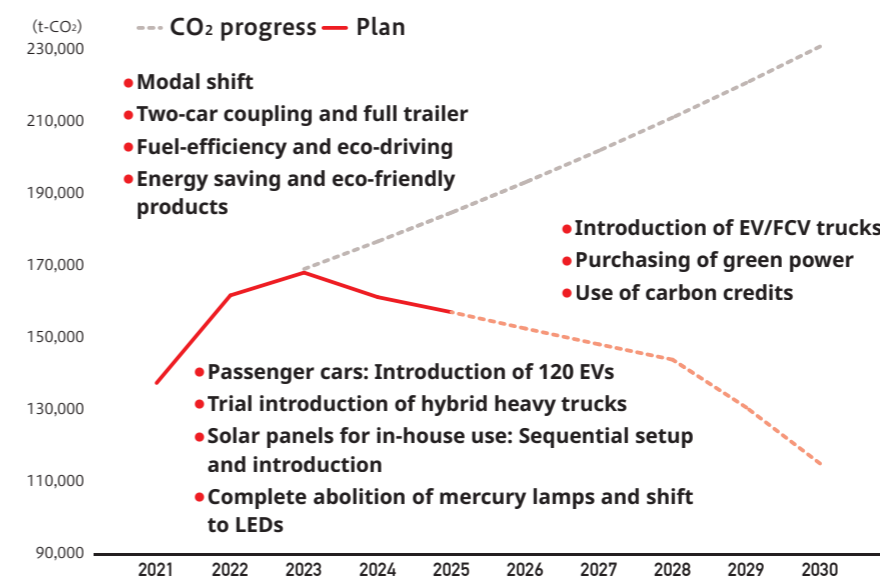 (t-CO₂)
CO₂ progress Plan
230,000
210,000
190,000
170,000
150,000
130,000
110,000
90,000
●Modal shift
●Two-car coupling and full trailer
●Fuel-efficiency and eco-driving
●Energy saving and eco-friendly
products
●Introduction of EV/FCV trucks
●Purchasing of green power
●Use of carbon credits
●Passenger cars: Introduction of 120 EVs
●Trial introduction of hybrid heavy trucks
●Solar panels for in-house use: Sequential setup
and introduction
●Complete abolition of mercury lamps and shift
to LEDs
2021 2022 2023 2024 2025 2026 2027 2028 2029 2030